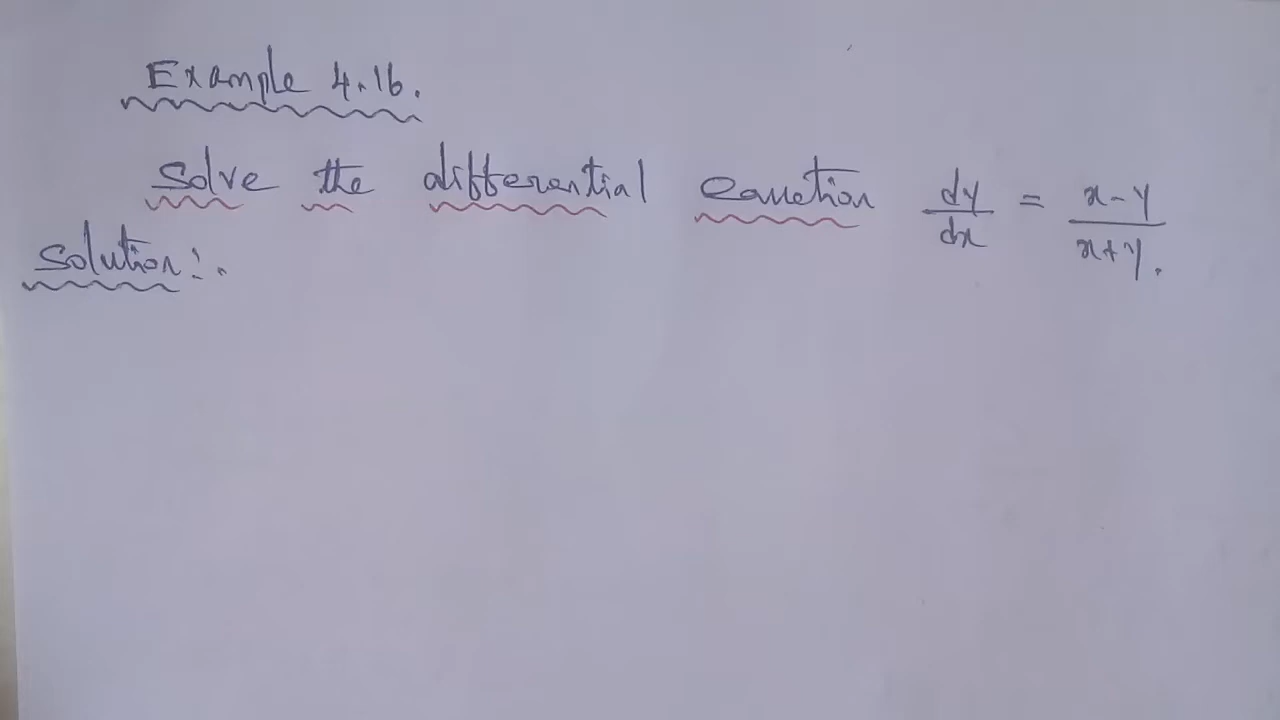 Example 4.16.
Solve the differential equation dy/dx = x-y/x+y.
Solution:.